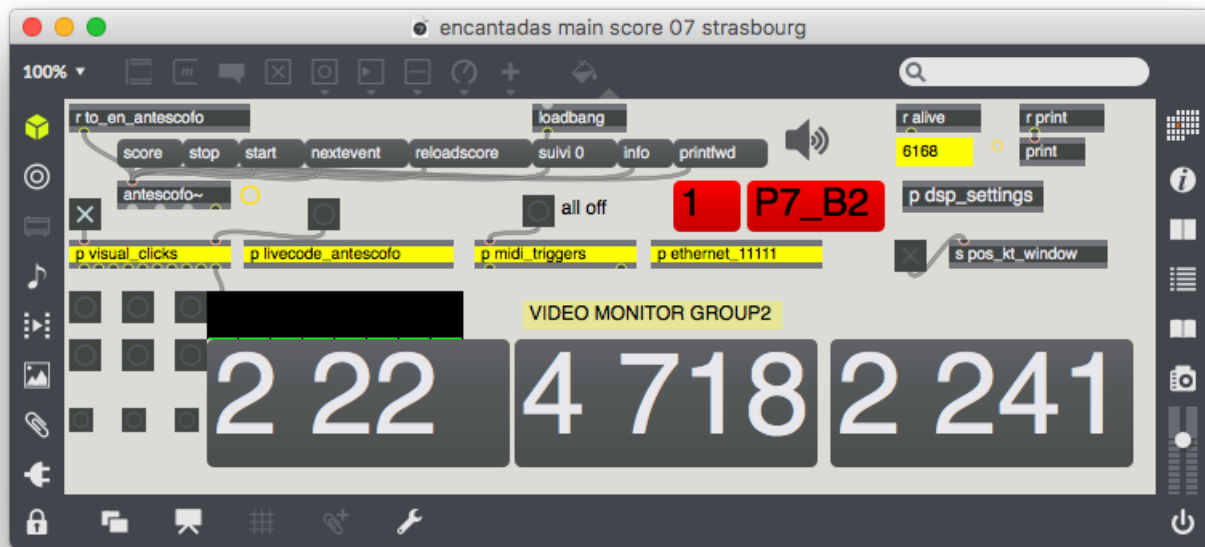 encantadas main score 07 strasbourg
100%
r to_en_antescofo
loadbang
r alive
r print
score
stop
start
nextevent
reloadscore
suivi 0
info
printfwd
6168
print
antescofo~
all off
1
P7_B2
p dsp_settings
p visual_clicks
p livecode_antescofo
p midi_triggers
p ethernet_11111
s pos_kt_window
VIDEO MONITOR GROUP2
2 22
4 718
2 241